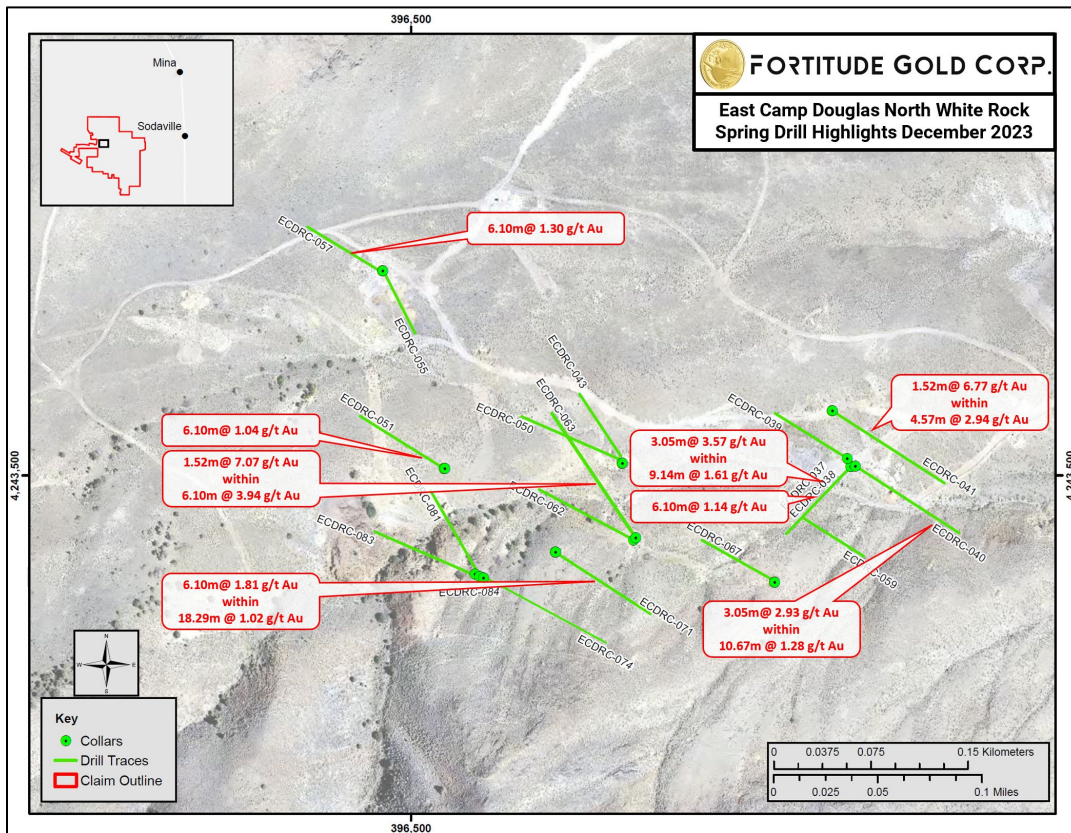 396,500
Mina
Sodaville
FORTITUDE GOLD CORP.
East Camp Douglas North White Rock
Spring Drill Highlights December 2023
ECDRC-057
6.10m@ 1.30 g/t Au
ECDRC-055
ECDRC-043
ECDRC-063
ECDRC-050
ECDRC-051
ECDRC-039
1.52m@ 6.77 g/t Au
within
4.57m @ 2.94 g/t Au
6.10m@ 1.04 g/t Au
3.05m@ 3.57 g/t Au
within
9.14m @ 1.61 g/t Au
1.52m@ 7.07 g/t Au
within
6.10m @ 3.94 g/t Au
4,243,500
4,243,500
ECDRC-037
ECDRC-038
ECDRC-041
6.10m@ 1.14 g/t Au
ECDRC-081
ECDRC-062
ECDRC-083
ECDRC-067
ECDRC-059
ECDRC-040
6.10m@ 1.81 g/t Au
within
18.29m @ 1.02 g/t Au
ECDRC-084
ECDRC-071
ECDRC-074
3.05m@ 2.93 g/t Au
within
10.67m @ 1.28 g/t Au
N
W
E
S
Key
Collars
Drill Traces
Claim Outline
0 0.0375 0.075 0.15 Kilometers
0 0.025 0.05 0.1 Miles
396,500